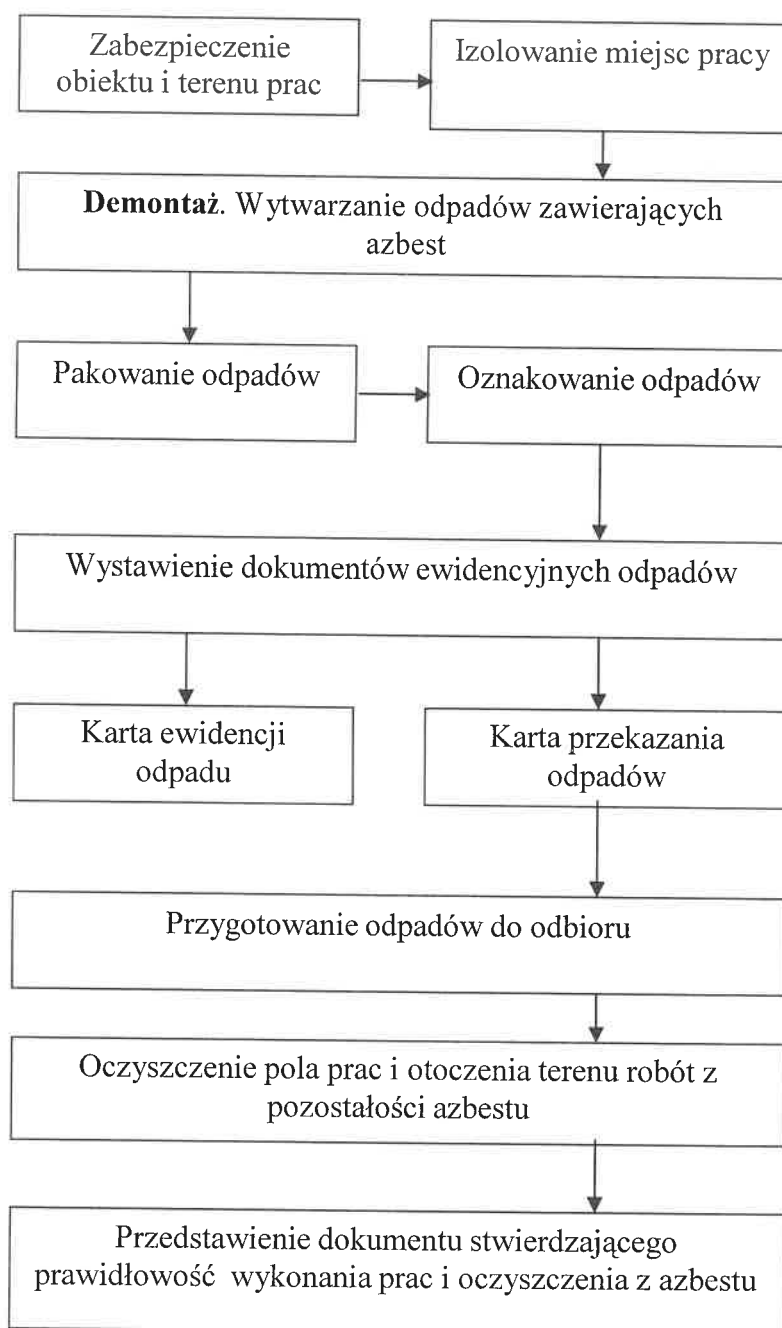 Zabezpieczenie
obiektu i terenu prac
Izolowanie miejsc pracy
Demontaż. Wytwarzanie odpadów zawierających
azbest
Pakowanie odpadów
Oznakowanie odpadów
Wystawienie dokumentów ewidencyjnych odpadów
Karta ewidencji
odpadu
Karta przekazania
odpadów
Przygotowanie odpadów do odbioru
Oczyszczenie pola prac i otoczenia terenu robót z
pozostałości azbestu
Przedstawienie dokumentu stwierdzającego
prawidłowość wykonania prac i oczyszczenia z azbestu